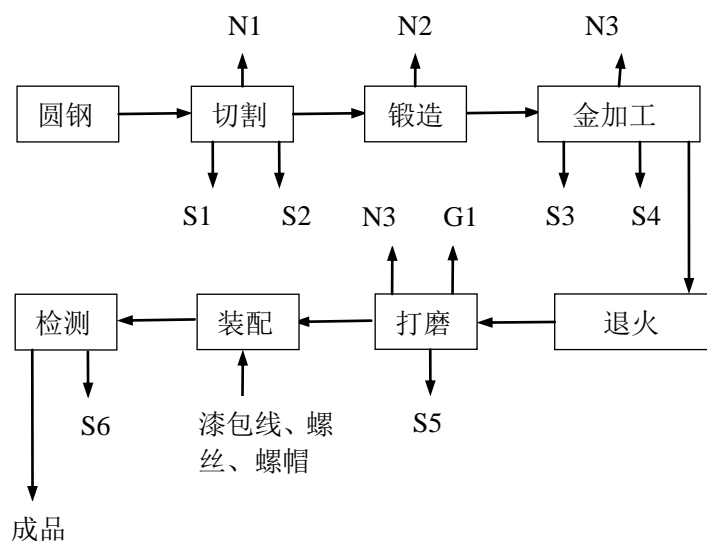 N1
N2
N3
圆钢
切割
锻造
金加工
S1
S2
S3
S4
N3
G1
检测
装配
打磨
退火
S6
漆包线、螺
丝、螺帽
S5
成品